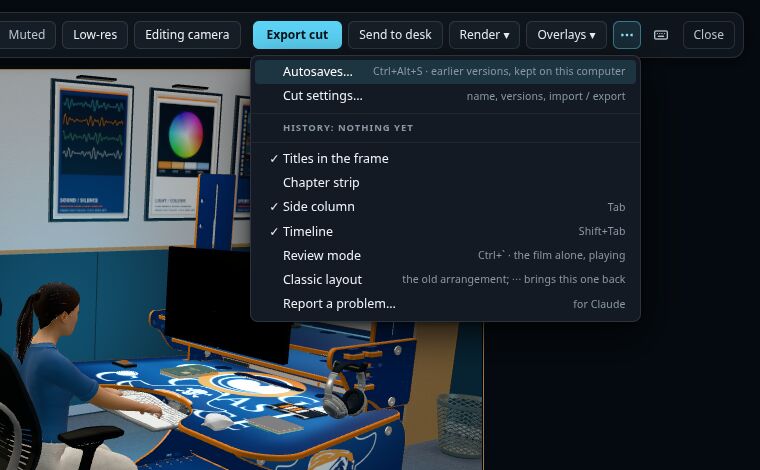 Muted Low-res Editing camera Export cut Send to desk Render ▾ Overlays ▾ ··· Close
Autosaves... Ctrl+Alt+S · earlier versions, kept on this computer
Cut settings... name, versions, import / export
HISTORY: NOTHING YET
✓ Titles in the frame
Chapter strip
✓ Side column Tab
✓ Timeline Shift+Tab
Review mode Ctrl+` · the film alone, playing
Classic layout the old arrangement; ··· brings this one back
Report a problem... for Claude
SOUND / SILENCE
LIGHT / COLOUR